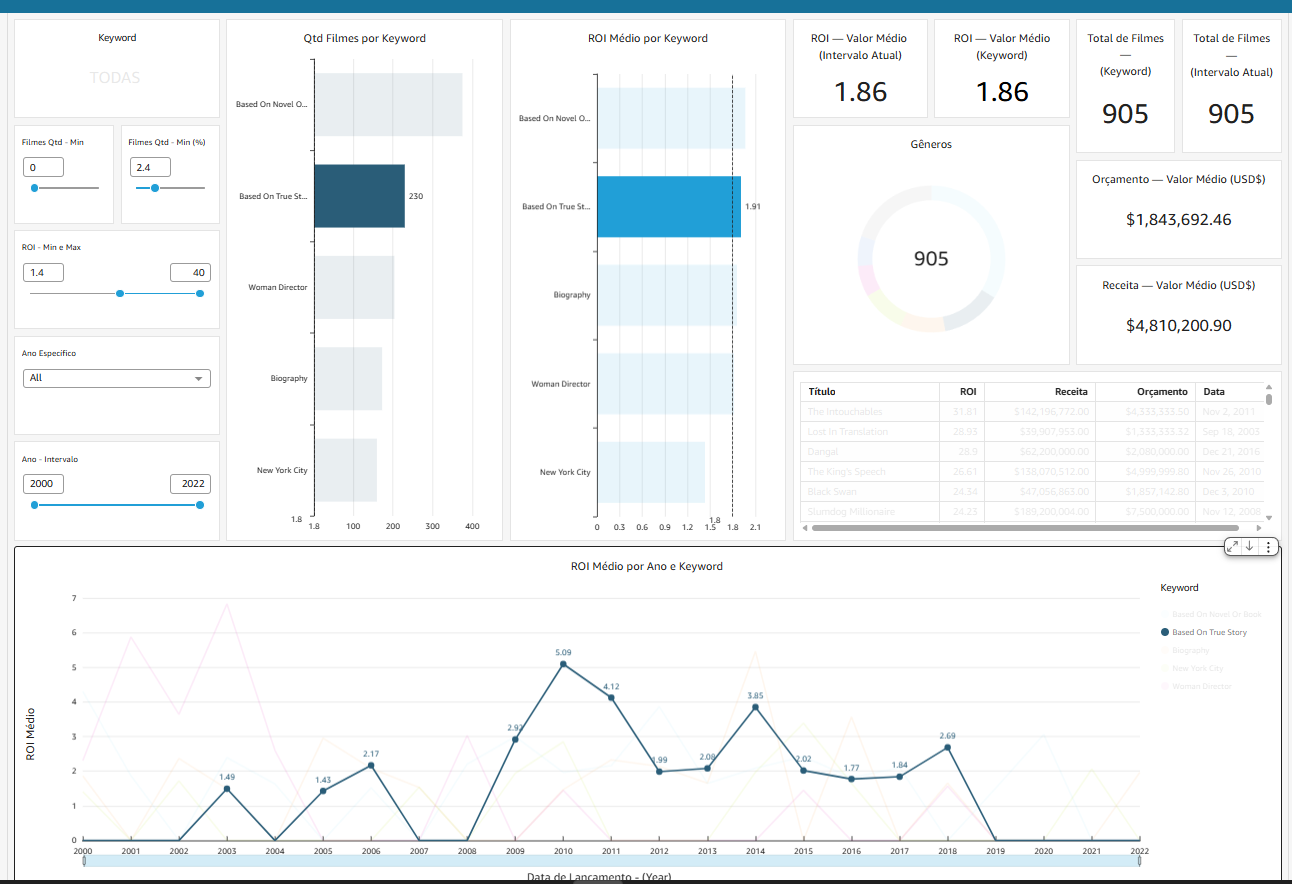 Keyword
TODAS
Filmes Qtd - Min
0
Filmes Qtd - Min (%)
2.4
ROI - Min e Max
1.4
40
Ano Específico
All
Ano - Intervalo
2000
2022
Qtd Filmes por Keyword
Based On Novel O...
Based On True St...
230
Woman Director
Biography
New York City
1.8
1.8 100 200 300 400
ROI Médio por Keyword
Based On Novel O...
Based On True St...
1.91
Biography
Woman Director
New York City
1.8
0 0.3 0.6 0.9 1.2 1.5 1.8 2.1
ROI — Valor Médio
(Intervalo Atual)
1.86
ROI — Valor Médio
(Keyword)
1.86
Total de Filmes
—
(Keyword)
905
Total de Filmes
—
(Intervalo Atual)
905
Gêneros
905
Orçamento — Valor Médio (USD$)
$1,843,692.46
Receita — Valor Médio (USD$)
$4,810,200.90
Título ROI Receita Orçamento Data
The Intouchables 31.81 $142,196,772.00 $4,333,333.50 Nov 2, 2011
Lost In Translation 28.93 $39,907,953.00 $1,333,333.32 Sep 18, 2003
Dangal 28.9 $62,200,000.00 $2,080,000.00 Dec 21, 2016
The King's Speech 26.61 $138,070,512.00 $4,999,999.80 Nov 26, 2010
Black Swan 24.34 $47,056,863.00 $1,857,142.80 Dec 3, 2010
Slumdog Millionaire 24.23 $189,200,004.00 $7,500,000.00 Nov 12, 2008
ROI Médio por Ano e Keyword
ROI Médio
7
6
5
4
3
2
1
0
1.49
1.43
2.17
2.92
5.09
4.12
1.99
2.08
3.85
2.02
1.77
1.84
2.69
2000 2001 2002 2003 2004 2005 2006 2007 2008 2009 2010 2011 2012 2013 2014 2015 2016 2017 2018 2019 2020 2021 2022
Data de Lançamento - (Year)
Keyword
Based On Novel Or Book
Based On True Story
Biography
New York City
Woman Director